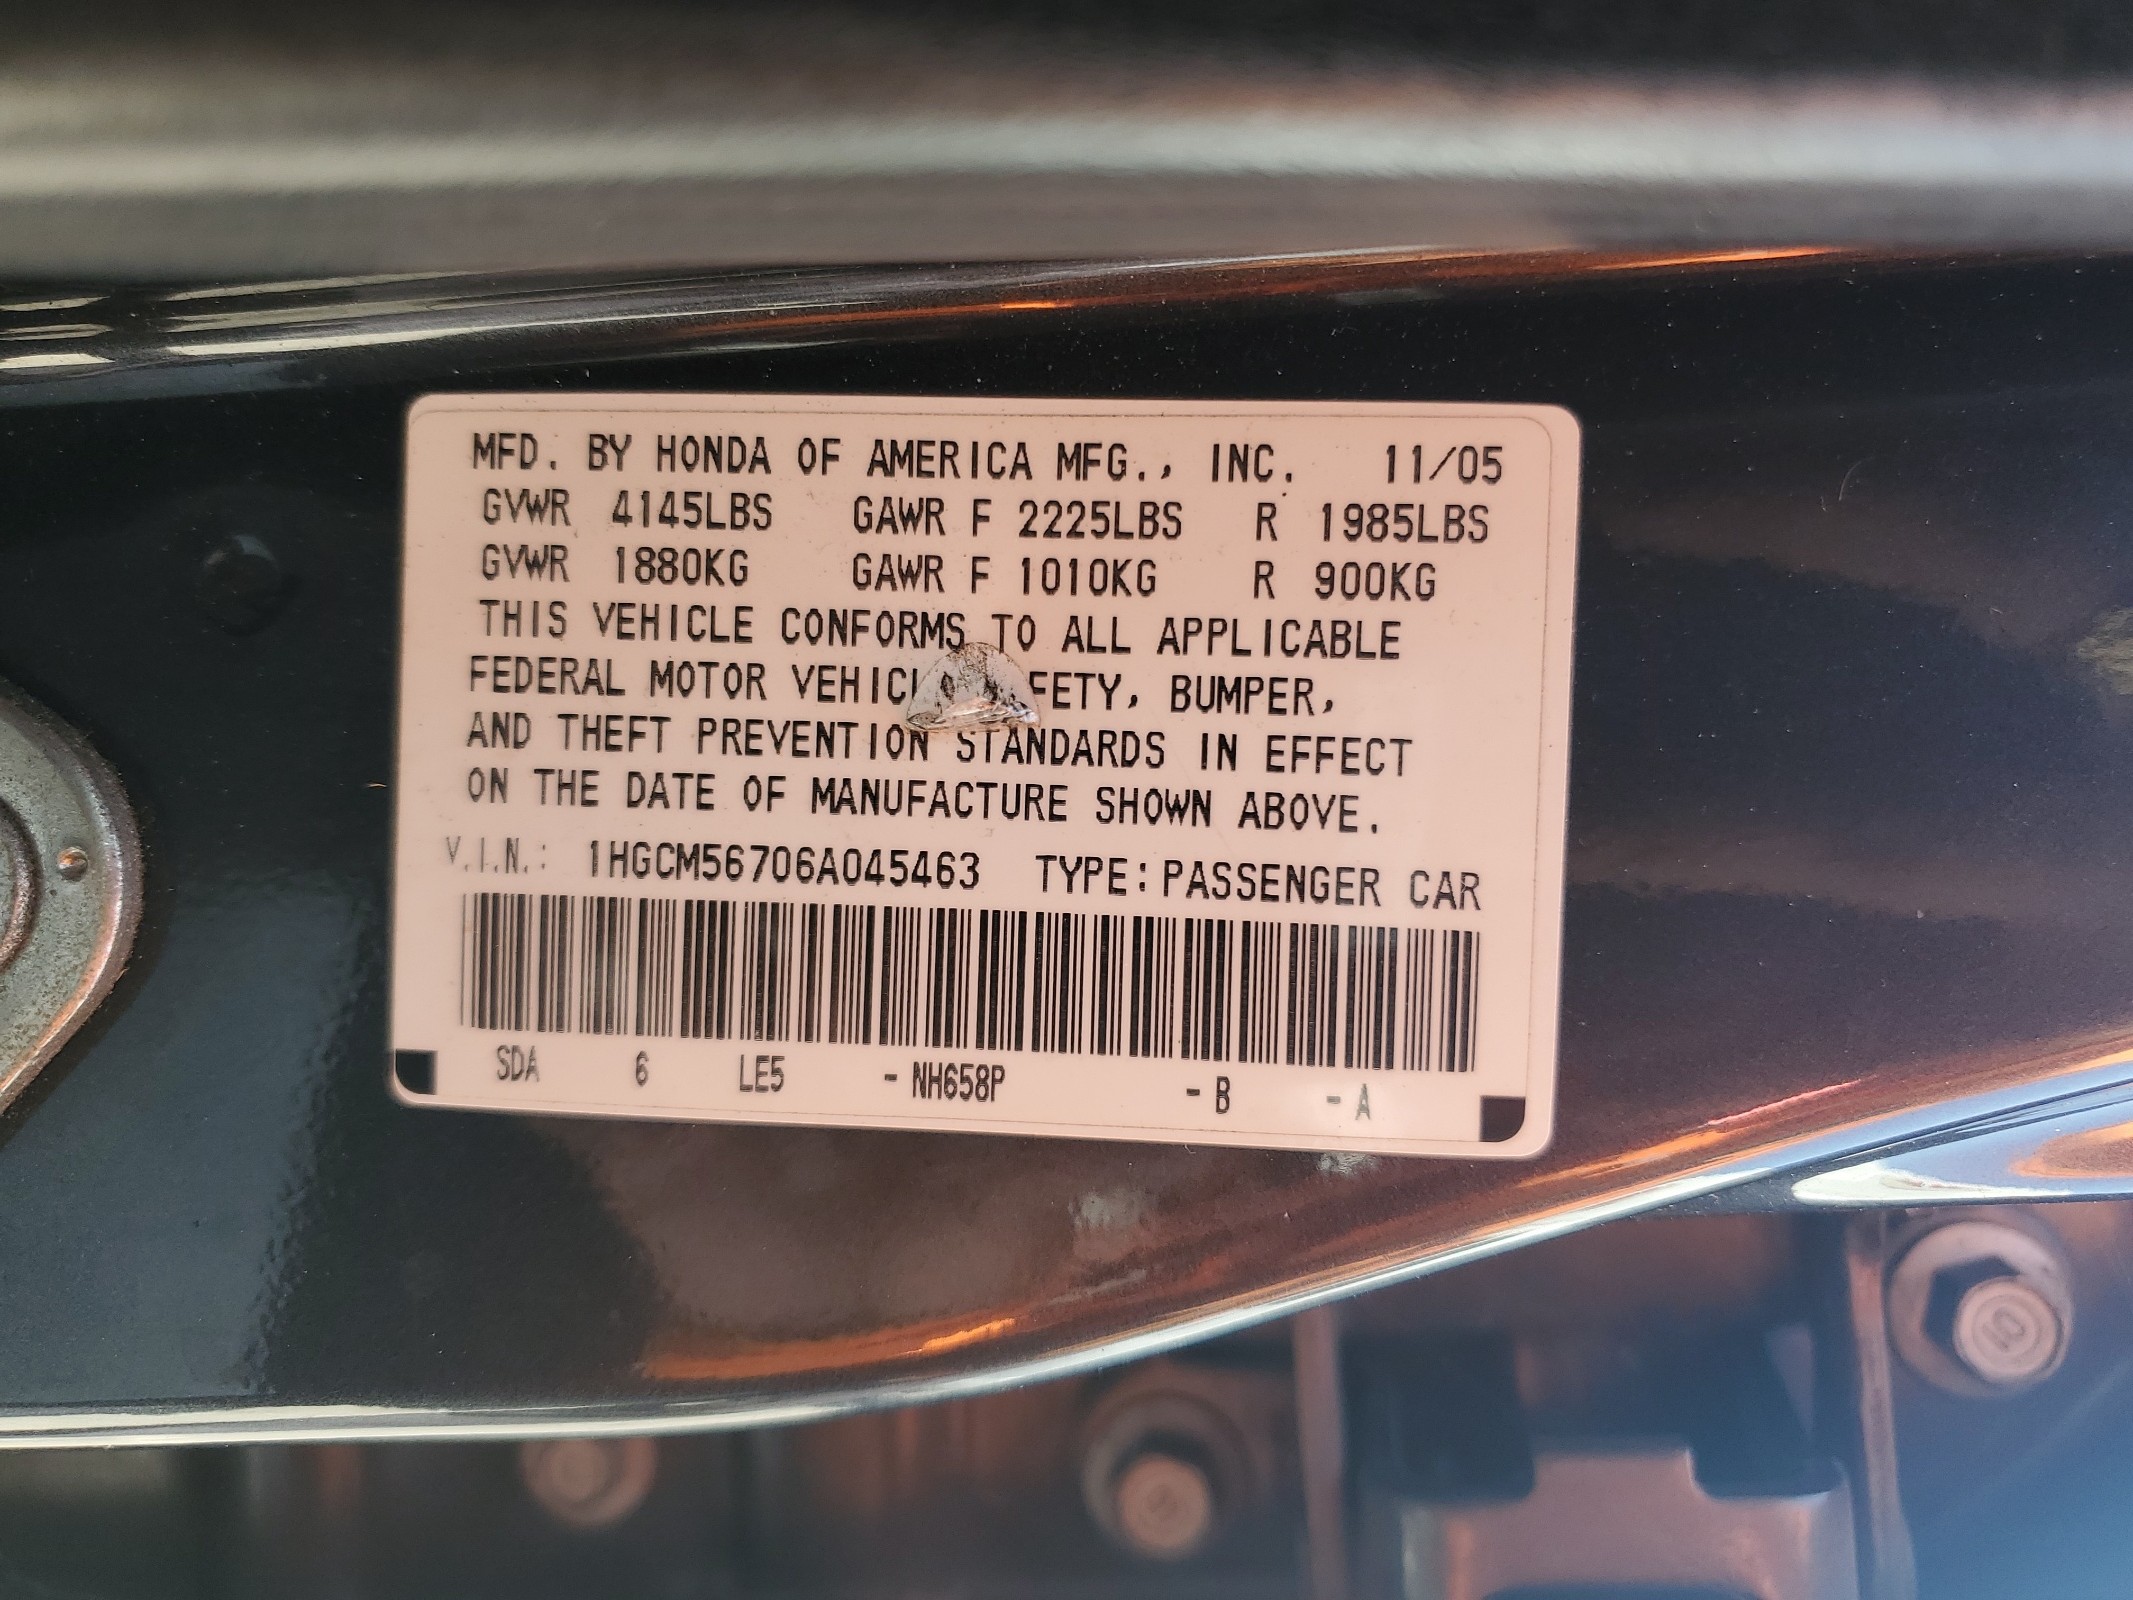 MFD. BY HONDA OF AMERICA MFG., INC. 11/05
GVWR 4145LBS GAWR F 2225LBS R 1985LBS
GVWR 1880KG GAWR F 1010KG R 900KG
THIS VEHICLE CONFORMS TO ALL APPLICABLE
FEDERAL MOTOR BUMPER,
AND THEFT PREVENTION STANDARDS IN EFFECT
ON THE DATE OF MANUFACTURE SHOWN ABOVE.
V.I.N.: 1HGCM56706A045463 TYPE:PASSENGER CAR
SDA 6 LE5 -NH658P -B -A